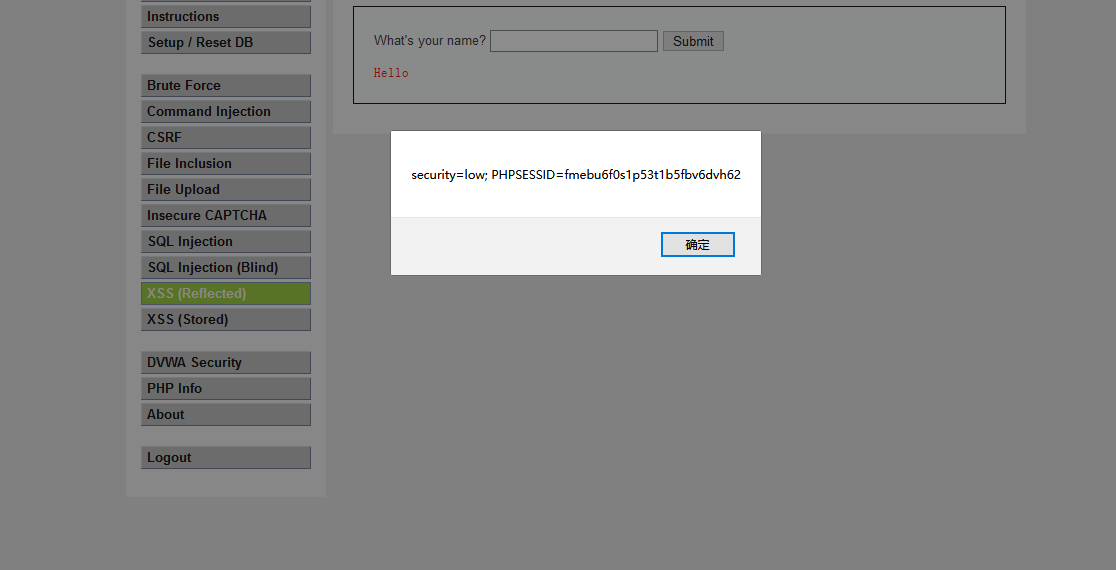 Instructions
Setup / Reset DB
Brute Force
Command Injection
CSRF
File Inclusion
File Upload
Insecure CAPTCHA
SQL Injection
SQL Injection (Blind)
XSS (Reflected)
XSS (Stored)
DVWA Security
PHP Info
About
Logout
What's your name? Submit
Hello
security=low; PHPSESSID=fmebu6f0s1p53t1b5fbv6dvh62
确定